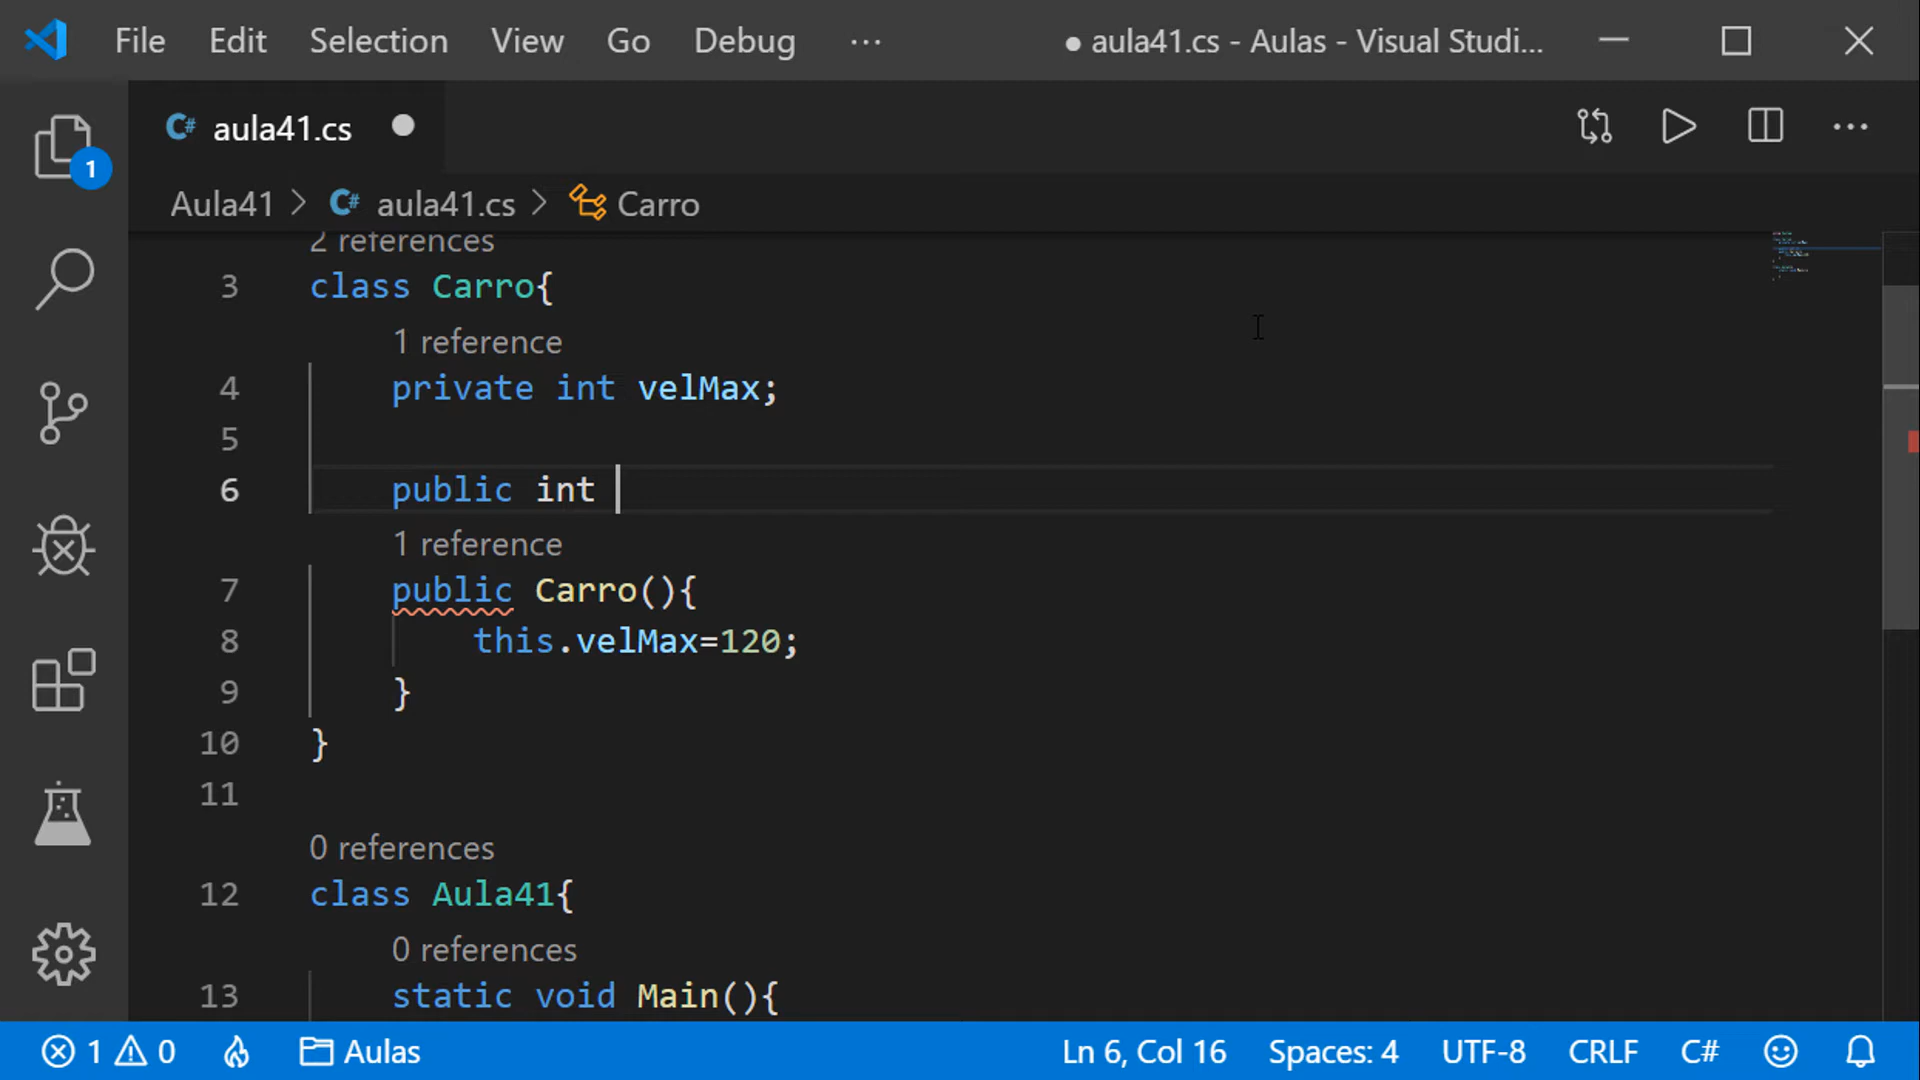 File Edit Selection View Go Debug ··· ● aula41.cs - Aulas - Visual Studi...
aula41.cs
1
Aula41 > aula41.cs > Carro
2 references
3 class Carro{
1 reference
4 private int velMax;
5
6 public int
1 reference
7 public Carro(){
8 this.velMax=120;
9 }
10 }
11
0 references
12 class Aula41{
0 references
13 static void Main(){
1 0 Aulas Ln 6, Col 16 Spaces: 4 UTF-8 CRLF C#